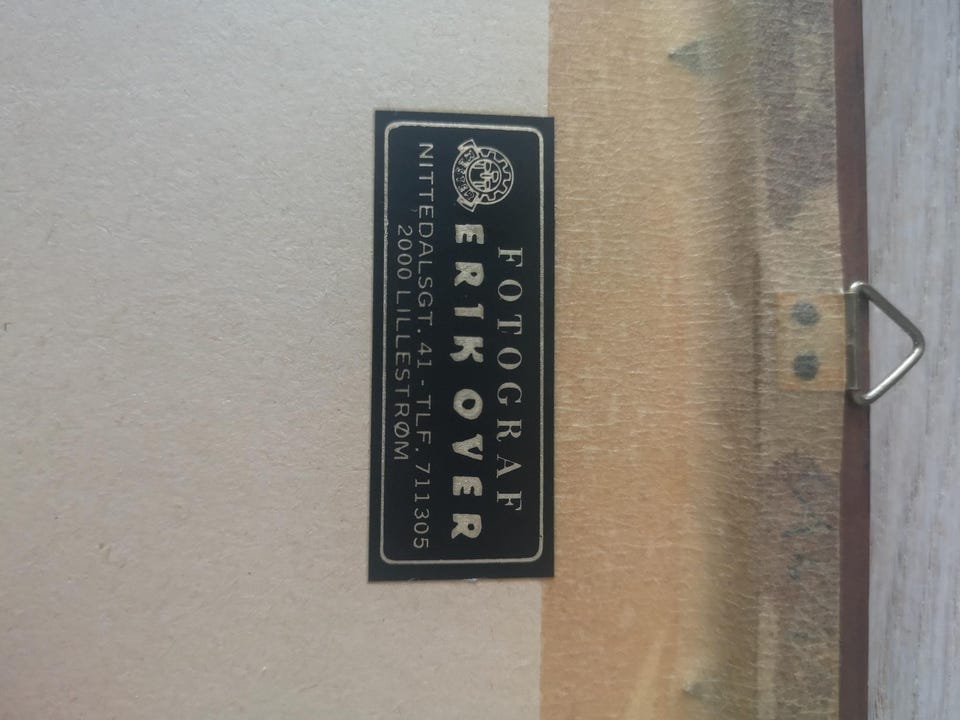 FOTOGRAF
ERIK OVER
NITTEDALSGT. 41 - TLF. 711305
2000 LILLESTRØM